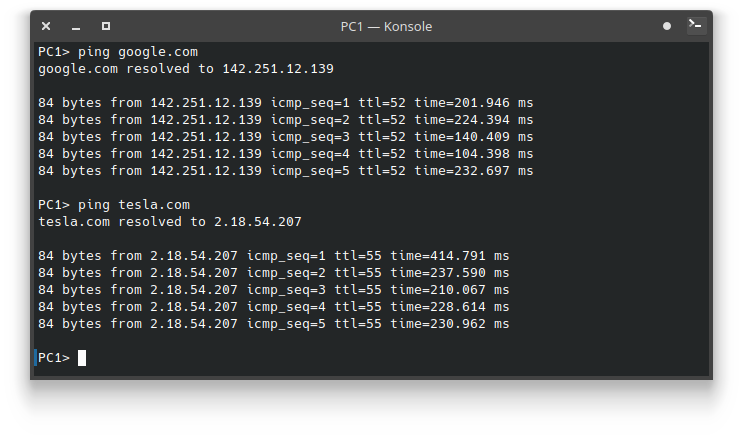 PC1 — Konsole
PC1> ping google.com
google.com resolved to 142.251.12.139
84 bytes from 142.251.12.139 icmp_seq=1 ttl=52 time=201.946 ms
84 bytes from 142.251.12.139 icmp_seq=2 ttl=52 time=224.394 ms
84 bytes from 142.251.12.139 icmp_seq=3 ttl=52 time=140.409 ms
84 bytes from 142.251.12.139 icmp_seq=4 ttl=52 time=104.398 ms
84 bytes from 142.251.12.139 icmp_seq=5 ttl=52 time=232.697 ms
PC1> ping tesla.com
tesla.com resolved to 2.18.54.207
84 bytes from 2.18.54.207 icmp_seq=1 ttl=55 time=414.791 ms
84 bytes from 2.18.54.207 icmp_seq=2 ttl=55 time=237.590 ms
84 bytes from 2.18.54.207 icmp_seq=3 ttl=55 time=210.067 ms
84 bytes from 2.18.54.207 icmp_seq=4 ttl=55 time=228.614 ms
84 bytes from 2.18.54.207 icmp_seq=5 ttl=55 time=230.962 ms
PC1>